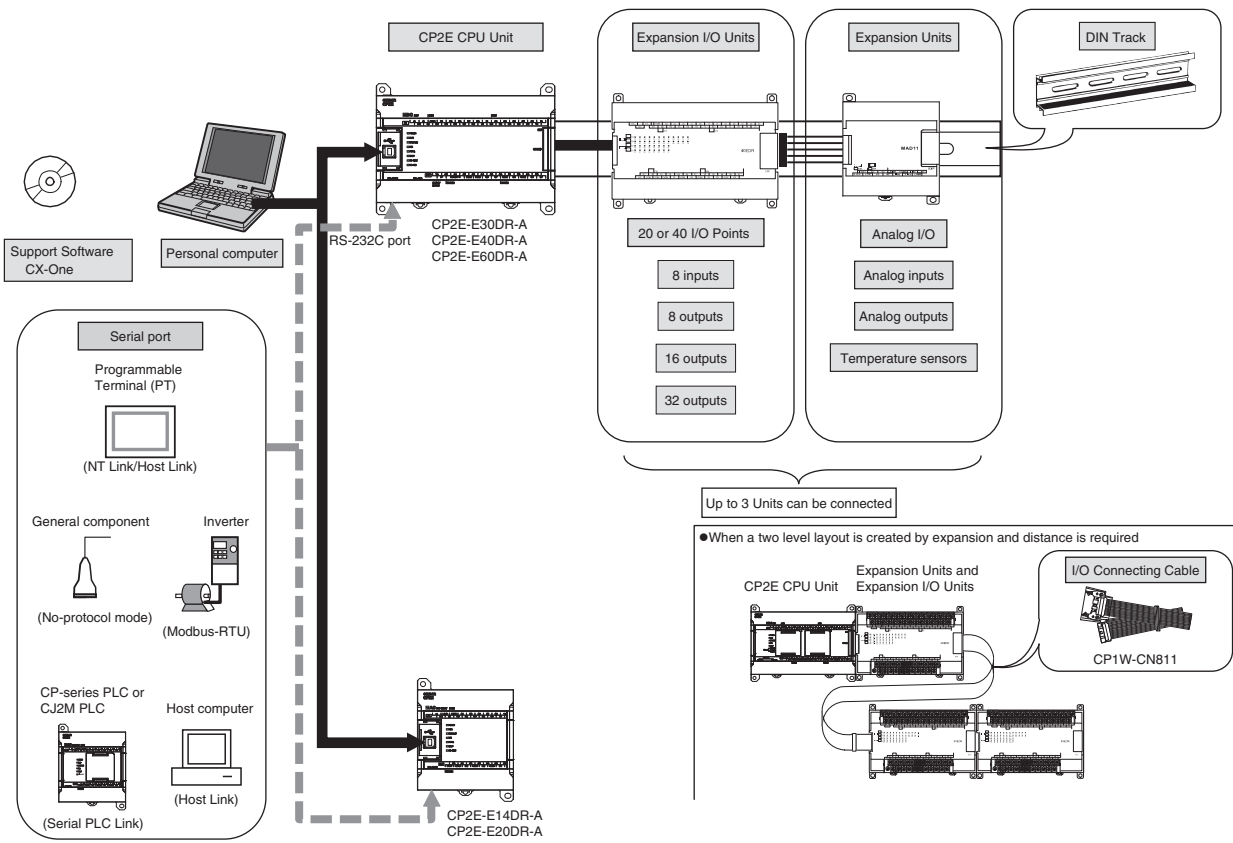 CP2E CPU Unit
Expansion I/O Units
Expansion Units
DIN Track
MAD11
40EDR
RS-232C port
CP2E-E30DR-A
CP2E-E40DR-A
CP2E-E60DR-A
Support Software
CX-One
Personal computer
20 or 40 I/O Points
8 inputs
8 outputs
16 outputs
32 outputs
Analog I/O
Analog inputs
Analog outputs
Temperature sensors
Serial port
Programmable
Terminal (PT)
(NT Link/Host Link)
General component
(No-protocol mode)
Inverter
(Modbus-RTU)
CP-series PLC or
CJ2M PLC
(Serial PLC Link)
Host computer
(Host Link)
CP2E-E14DR-A
CP2E-E20DR-A
Up to 3 Units can be connected
●When a two level layout is created by expansion and distance is required
CP2E CPU Unit
Expansion Units and
Expansion I/O Units
I/O Connecting Cable
CP1W-CN811